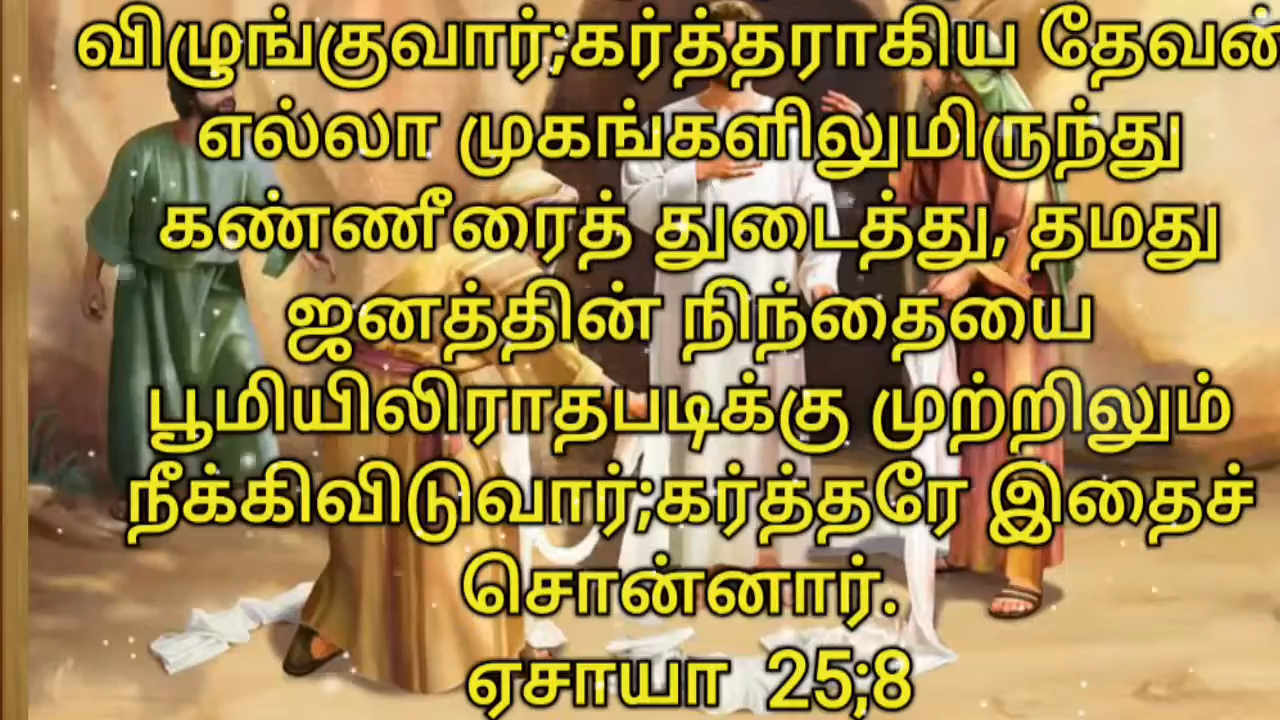 விழுங்குவார்;கர்த்தராகிய தேவன்
எல்லா முகங்களிலுமிருந்து
கண்ணீரைத் துடைத்து, தமது
ஜனத்தின் நிந்தையை
பூமியிலிராதபடிக்கு முற்றிலும்
நீக்கிவிடுவார்;கர்த்தரே இதைச்
சொன்னார்.
ஏசாயா 25;8